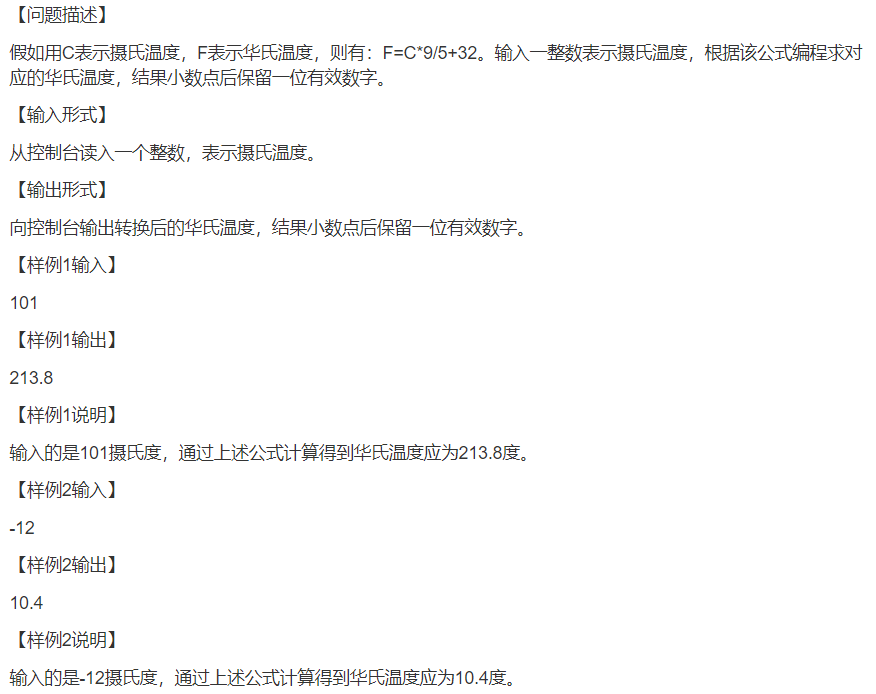 【问题描述】
假如用C表示摄氏温度，F表示华氏温度，则有：F=C*9/5+32。输入一整数表示摄氏温度，根据该公式编程求对
应的华氏温度，结果小数点后保留一位有效数字。
【输入形式】
从控制台读入一个整数，表示摄氏温度。
【输出形式】
向控制台输出转换后的华氏温度，结果小数点后保留一位有效数字。
【样例1输入】
101
【样例1输出】
213.8
【样例1说明】
输入的是101摄氏度，通过上述公式计算得到华氏温度应为213.8度。
【样例2输入】
-12
【样例2输出】
10.4
【样例2说明】
输入的是-12摄氏度，通过上述公式计算得到华氏温度应为10.4度。